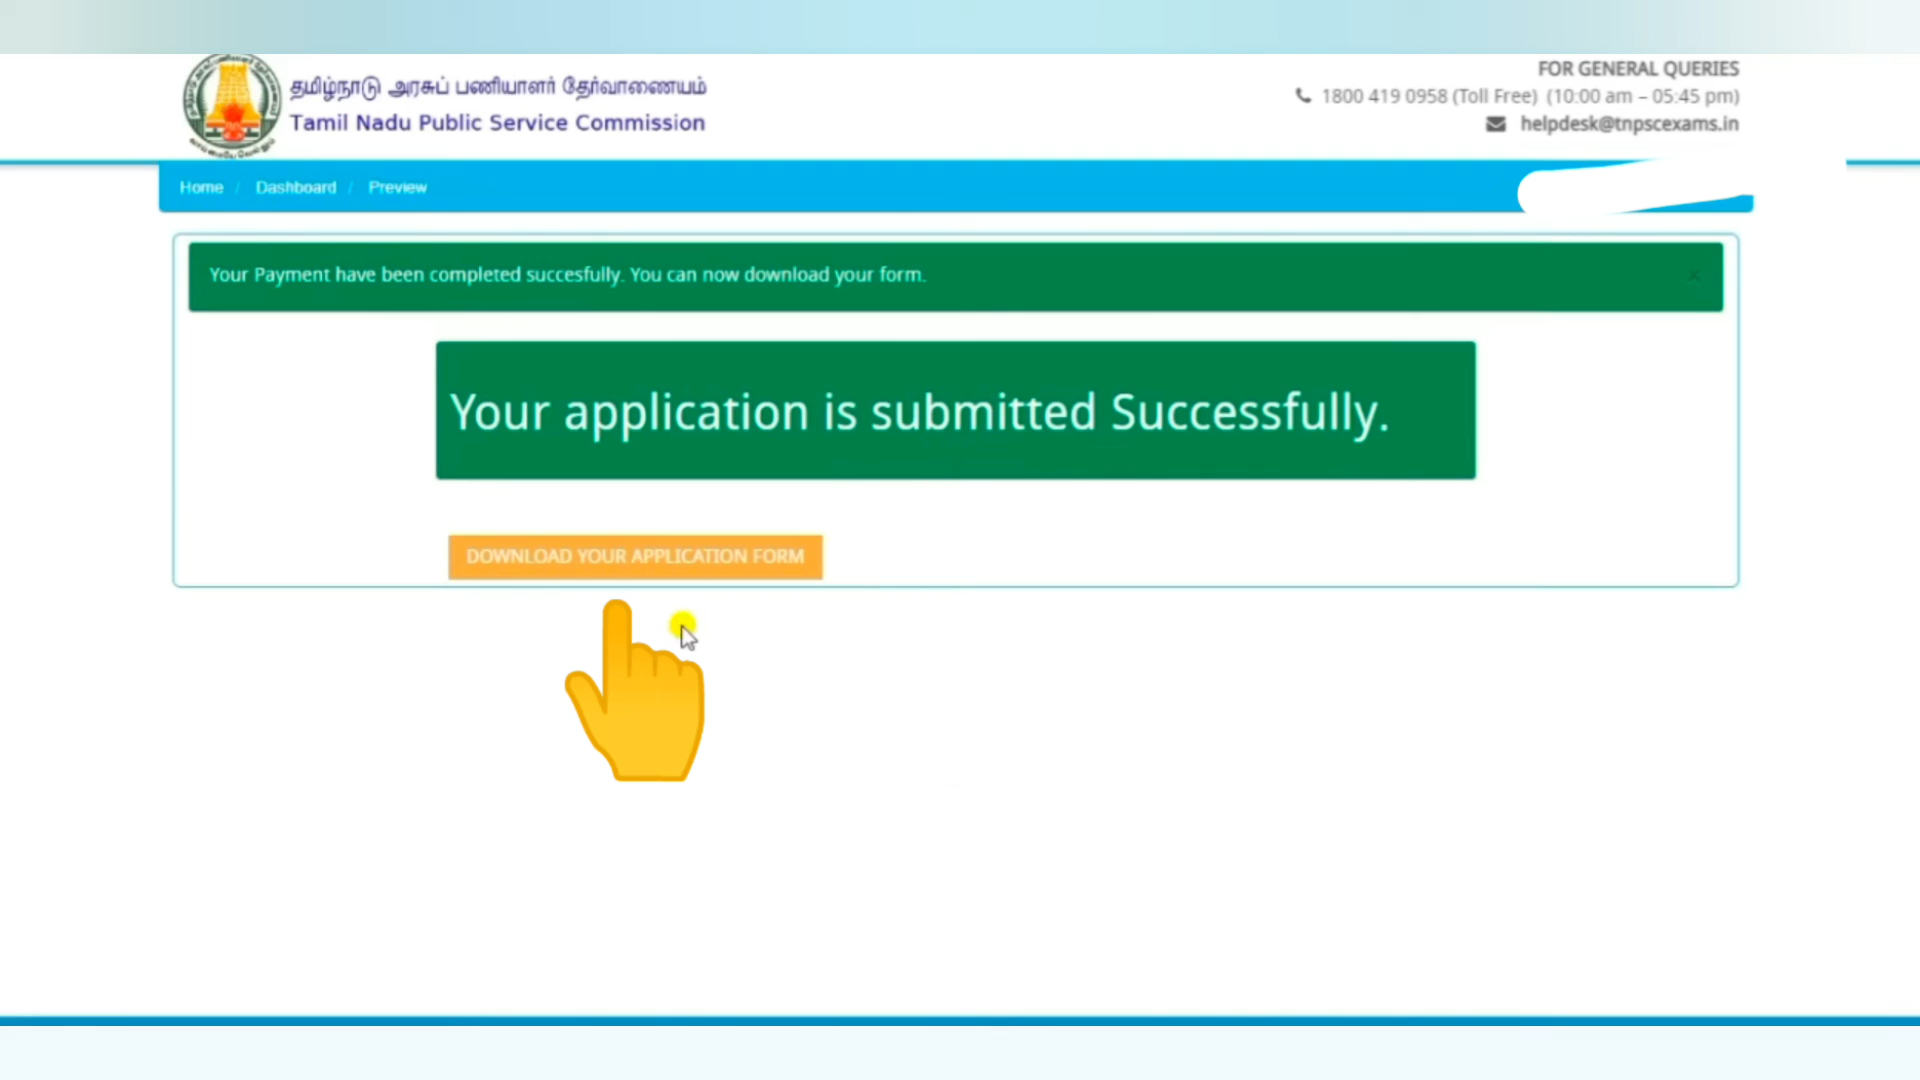 தமிழ்நாடு அரசுப் பணியாளர் தேர்வாணையம்
Tamil Nadu Public Service Commission
FOR GENERAL QUERIES
1800 419 0958 (Toll Free) (10:00 am – 05:45 pm)
helpdesk@tnpscexams.in
Home / Dashboard / Preview
Your Payment have been completed succesfully. You can now download your form.
×
Your application is submitted Successfully.
DOWNLOAD YOUR APPLICATION FORM